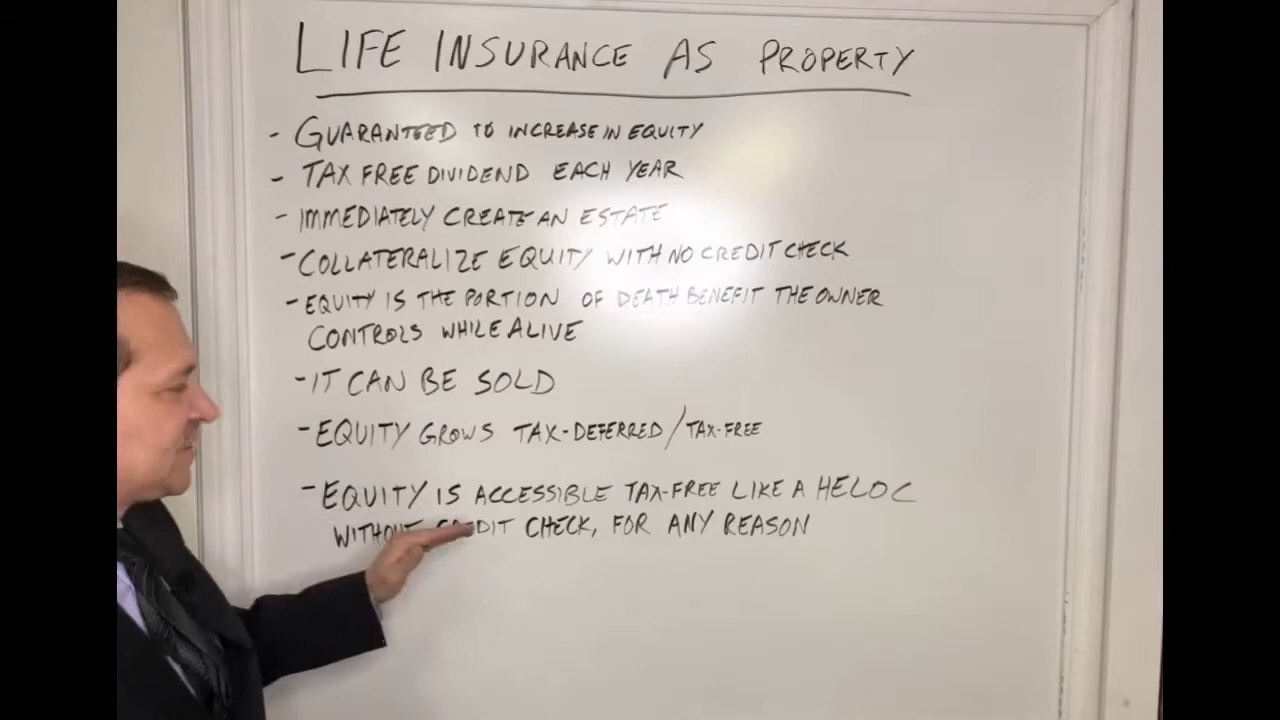 LIFE INSURANCE AS PROPERTY
- GUARANTEED TO INCREASE IN EQUITY
- TAX FREE DIVIDEND EACH YEAR
- IMMEDIATELY CREATE AN ESTATE
- COLLATERALIZE EQUITY WITH NO CREDIT CHECK
- EQUITY IS THE PORTION OF DEATH BENEFIT THE OWNER
CONTROLS WHILE ALIVE
- IT CAN BE SOLD
- EQUITY GROWS TAX-DEFERRED/TAX-FREE
- EQUITY IS ACCESSIBLE TAX-FREE LIKE A HELOC
WITHOUT CREDIT CHECK, FOR ANY REASON